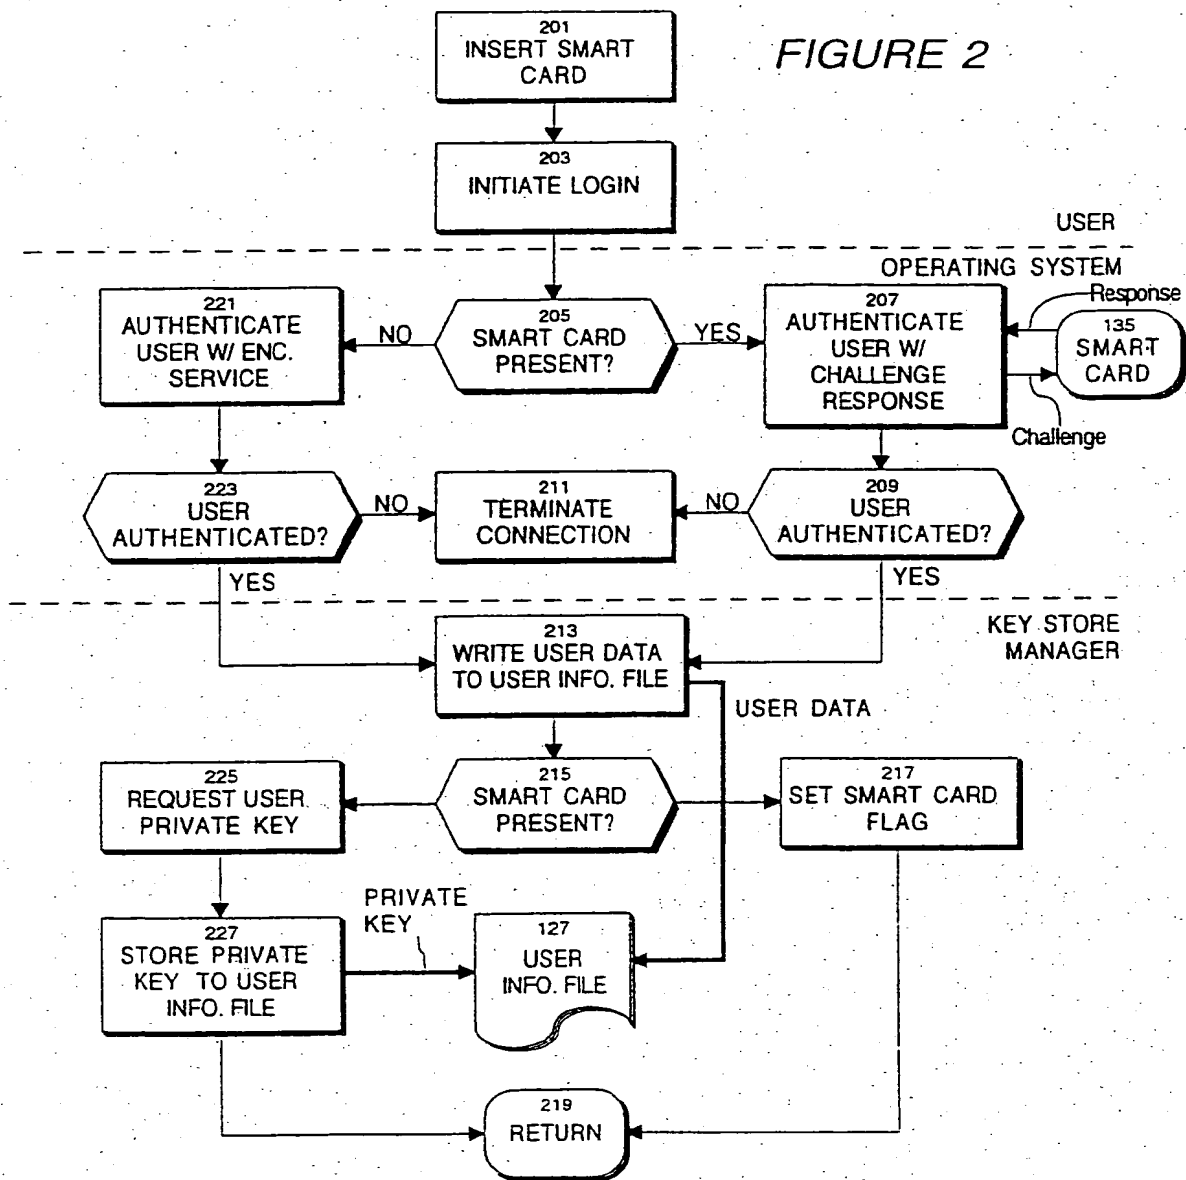 201
INSERT SMART
CARD
FIGURE 2
203
INITIATE LOGIN
USER
OPERATING SYSTEM
221
AUTHENTICATE
USER W/ ENC.
SERVICE
NO
205
SMART CARD
PRESENT?
YES
207
AUTHENTICATE
USER W/
CHALLENGE
RESPONSE
Response
135
SMART
CARD
Challenge
223
USER
AUTHENTICATED?
NO
211
TERMINATE
CONNECTION
NO
209
USER
AUTHENTICATED?
YES
YES
KEY STORE
MANAGER
213
WRITE USER DATA
TO USER INFO. FILE
USER DATA
225
REQUEST USER
PRIVATE KEY
215
SMART CARD
PRESENT?
217
SET SMART CARD
FLAG
PRIVATE
KEY
227
STORE PRIVATE
KEY TO USER
INFO. FILE
127
USER
INFO. FILE
219
RETURN